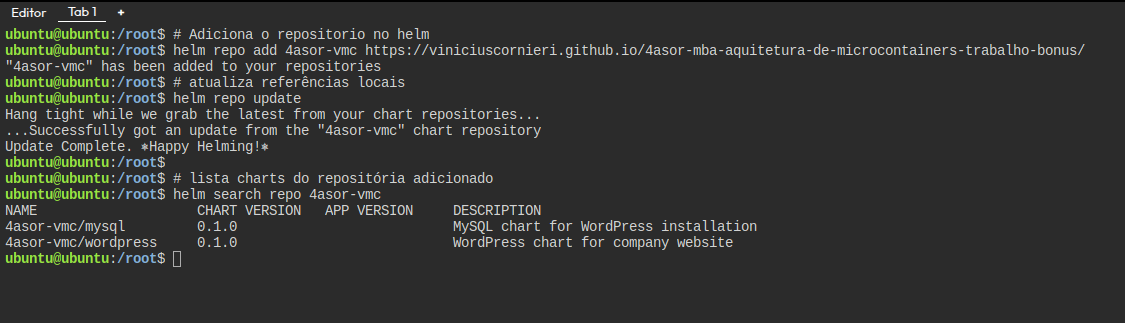 Editor Tab 1 +
ubuntu@ubuntu:/root$ # Adiciona o repositorio no helm
ubuntu@ubuntu:/root$ helm repo add 4asor-vmc https://viniciuscornieri.github.io/4asor-mba-aquitetura-de-microcontainers-trabalho-bonus/
"4asor-vmc" has been added to your repositories
ubuntu@ubuntu:/root$ # atualiza referências locais
ubuntu@ubuntu:/root$ helm repo update
Hang tight while we grab the latest from your chart repositories...
...Successfully got an update from the "4asor-vmc" chart repository
Update Complete. ⎈Happy Helming!⎈
ubuntu@ubuntu:/root$
ubuntu@ubuntu:/root$ # lista charts do repositória adicionado
ubuntu@ubuntu:/root$ helm search repo 4asor-vmc
NAME CHART VERSION APP VERSION DESCRIPTION
4asor-vmc/mysql 0.1.0 MySQL chart for WordPress installation
4asor-vmc/wordpress 0.1.0 WordPress chart for company website
ubuntu@ubuntu:/root$